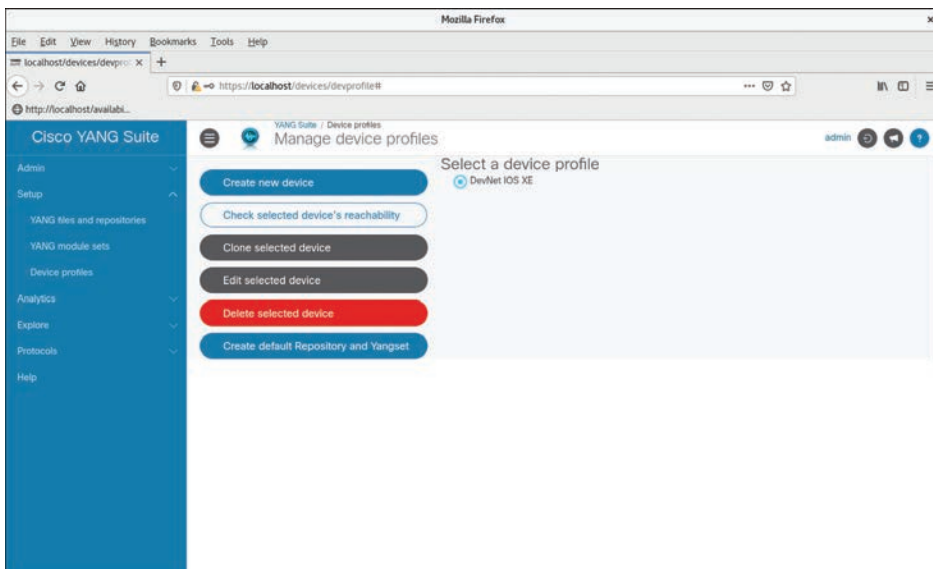 Mozilla Firefox
File Edit View History Bookmarks Tools Help
localhost/devices/devpro
https://localhost/devices/devprofile#
http://localhost/availabi...
Cisco YANG Suite
YANG Suite / Device profiles
Manage device profiles
admin
Admin
Setup
YANG files and repositories
YANG module sets
Device profiles
Analytics
Explore
Protocols
Help
Create new device
Check selected device's reachability
Clone selected device
Edit selected device
Delete selected device
Create default Repository and Yangset
Select a device profile
DevNet IOS XE